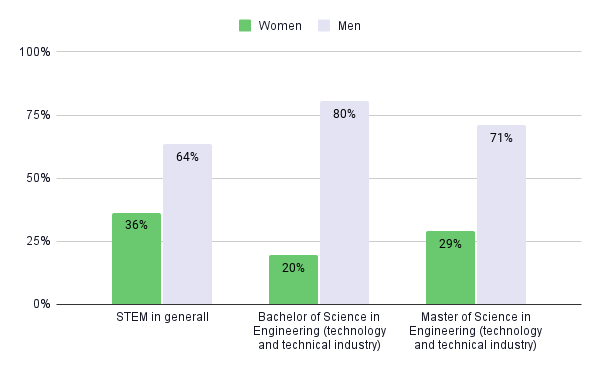 Women Men
100%
75%
50%
25%
0%
36%
64%
20%
80%
29%
71%
STEM in generall
Bachelor of Science in
Engineering (technology
and technical industry)
Master of Science in
Engineering (technology
and technical industry)